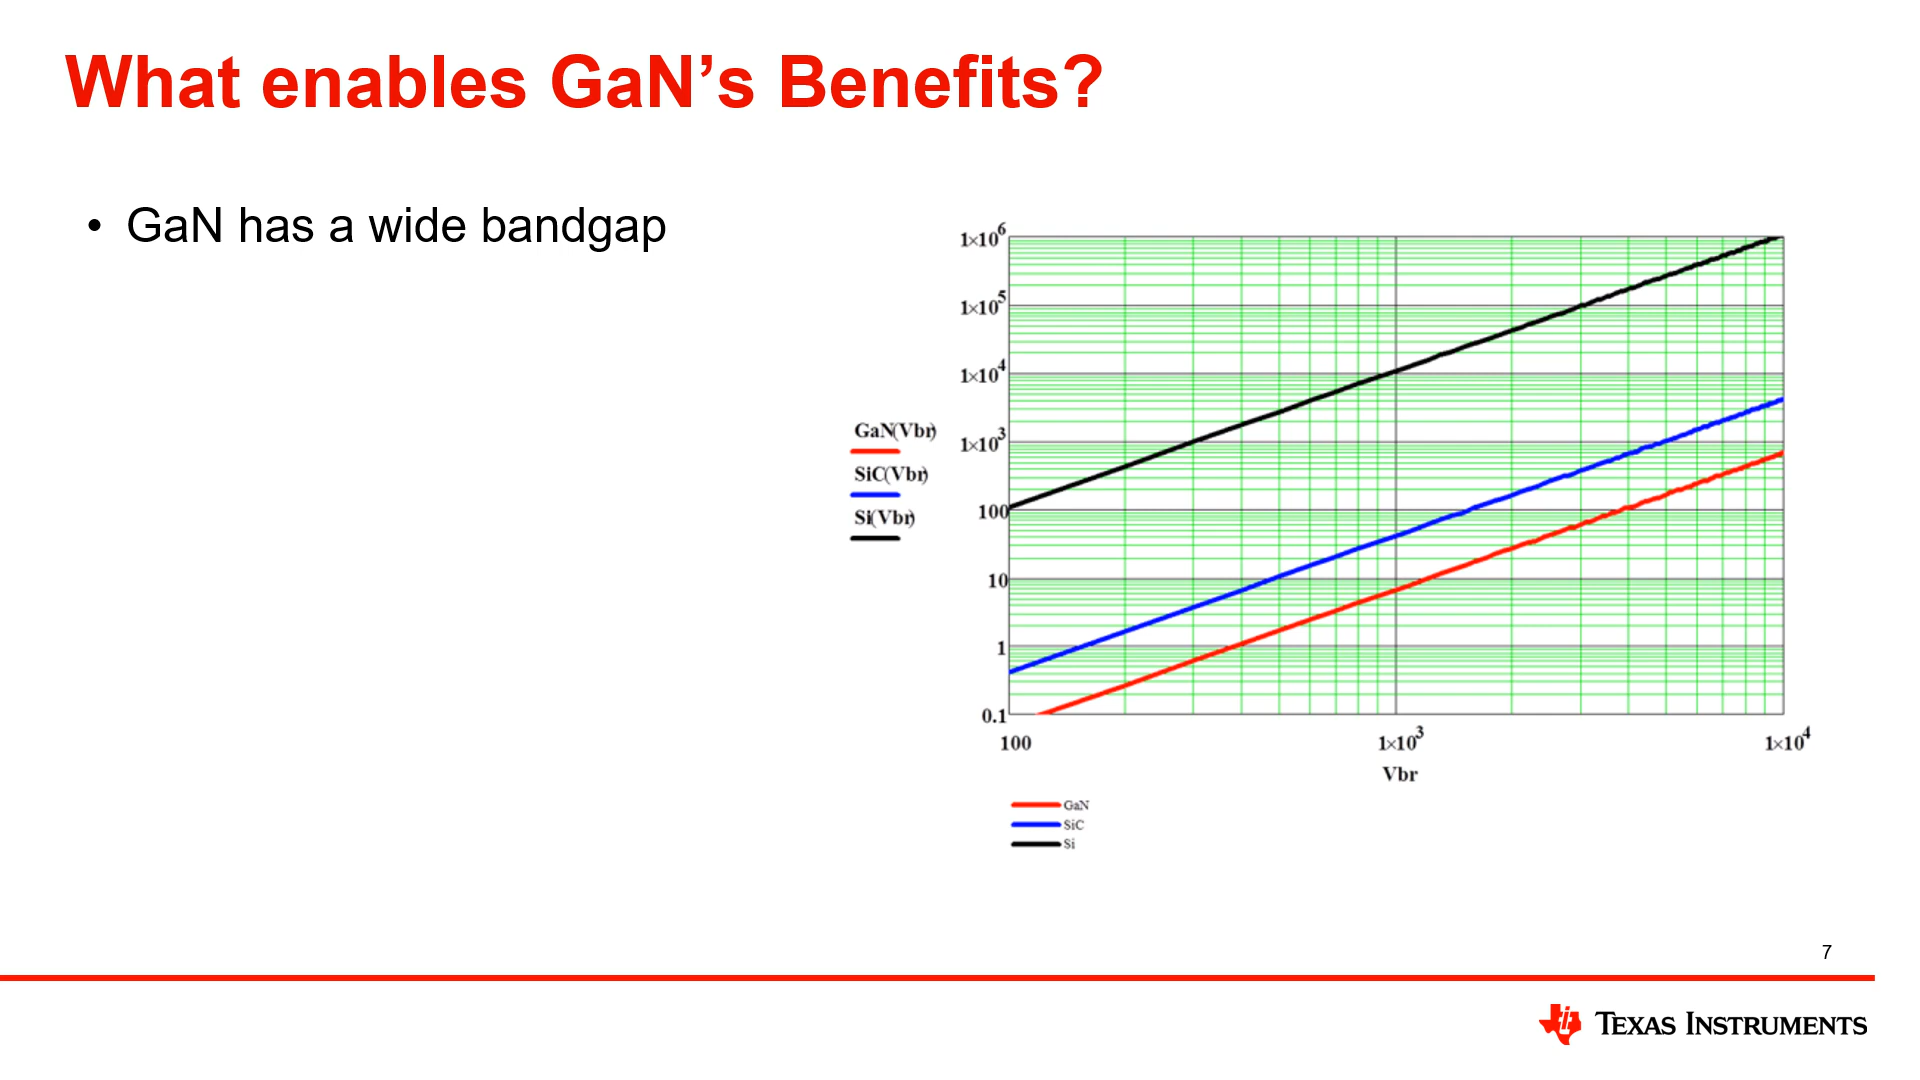 What enables GaN’s Benefits?
• GaN has a wide bandgap
1×10⁶
1×10⁵
1×10⁴
1×10³
100
10
1
0.1
GaN(Vbr)
SiC(Vbr)
Si(Vbr)
100
1×10³
1×10⁴
Vbr
GaN
SiC
Si
7
TEXAS INSTRUMENTS